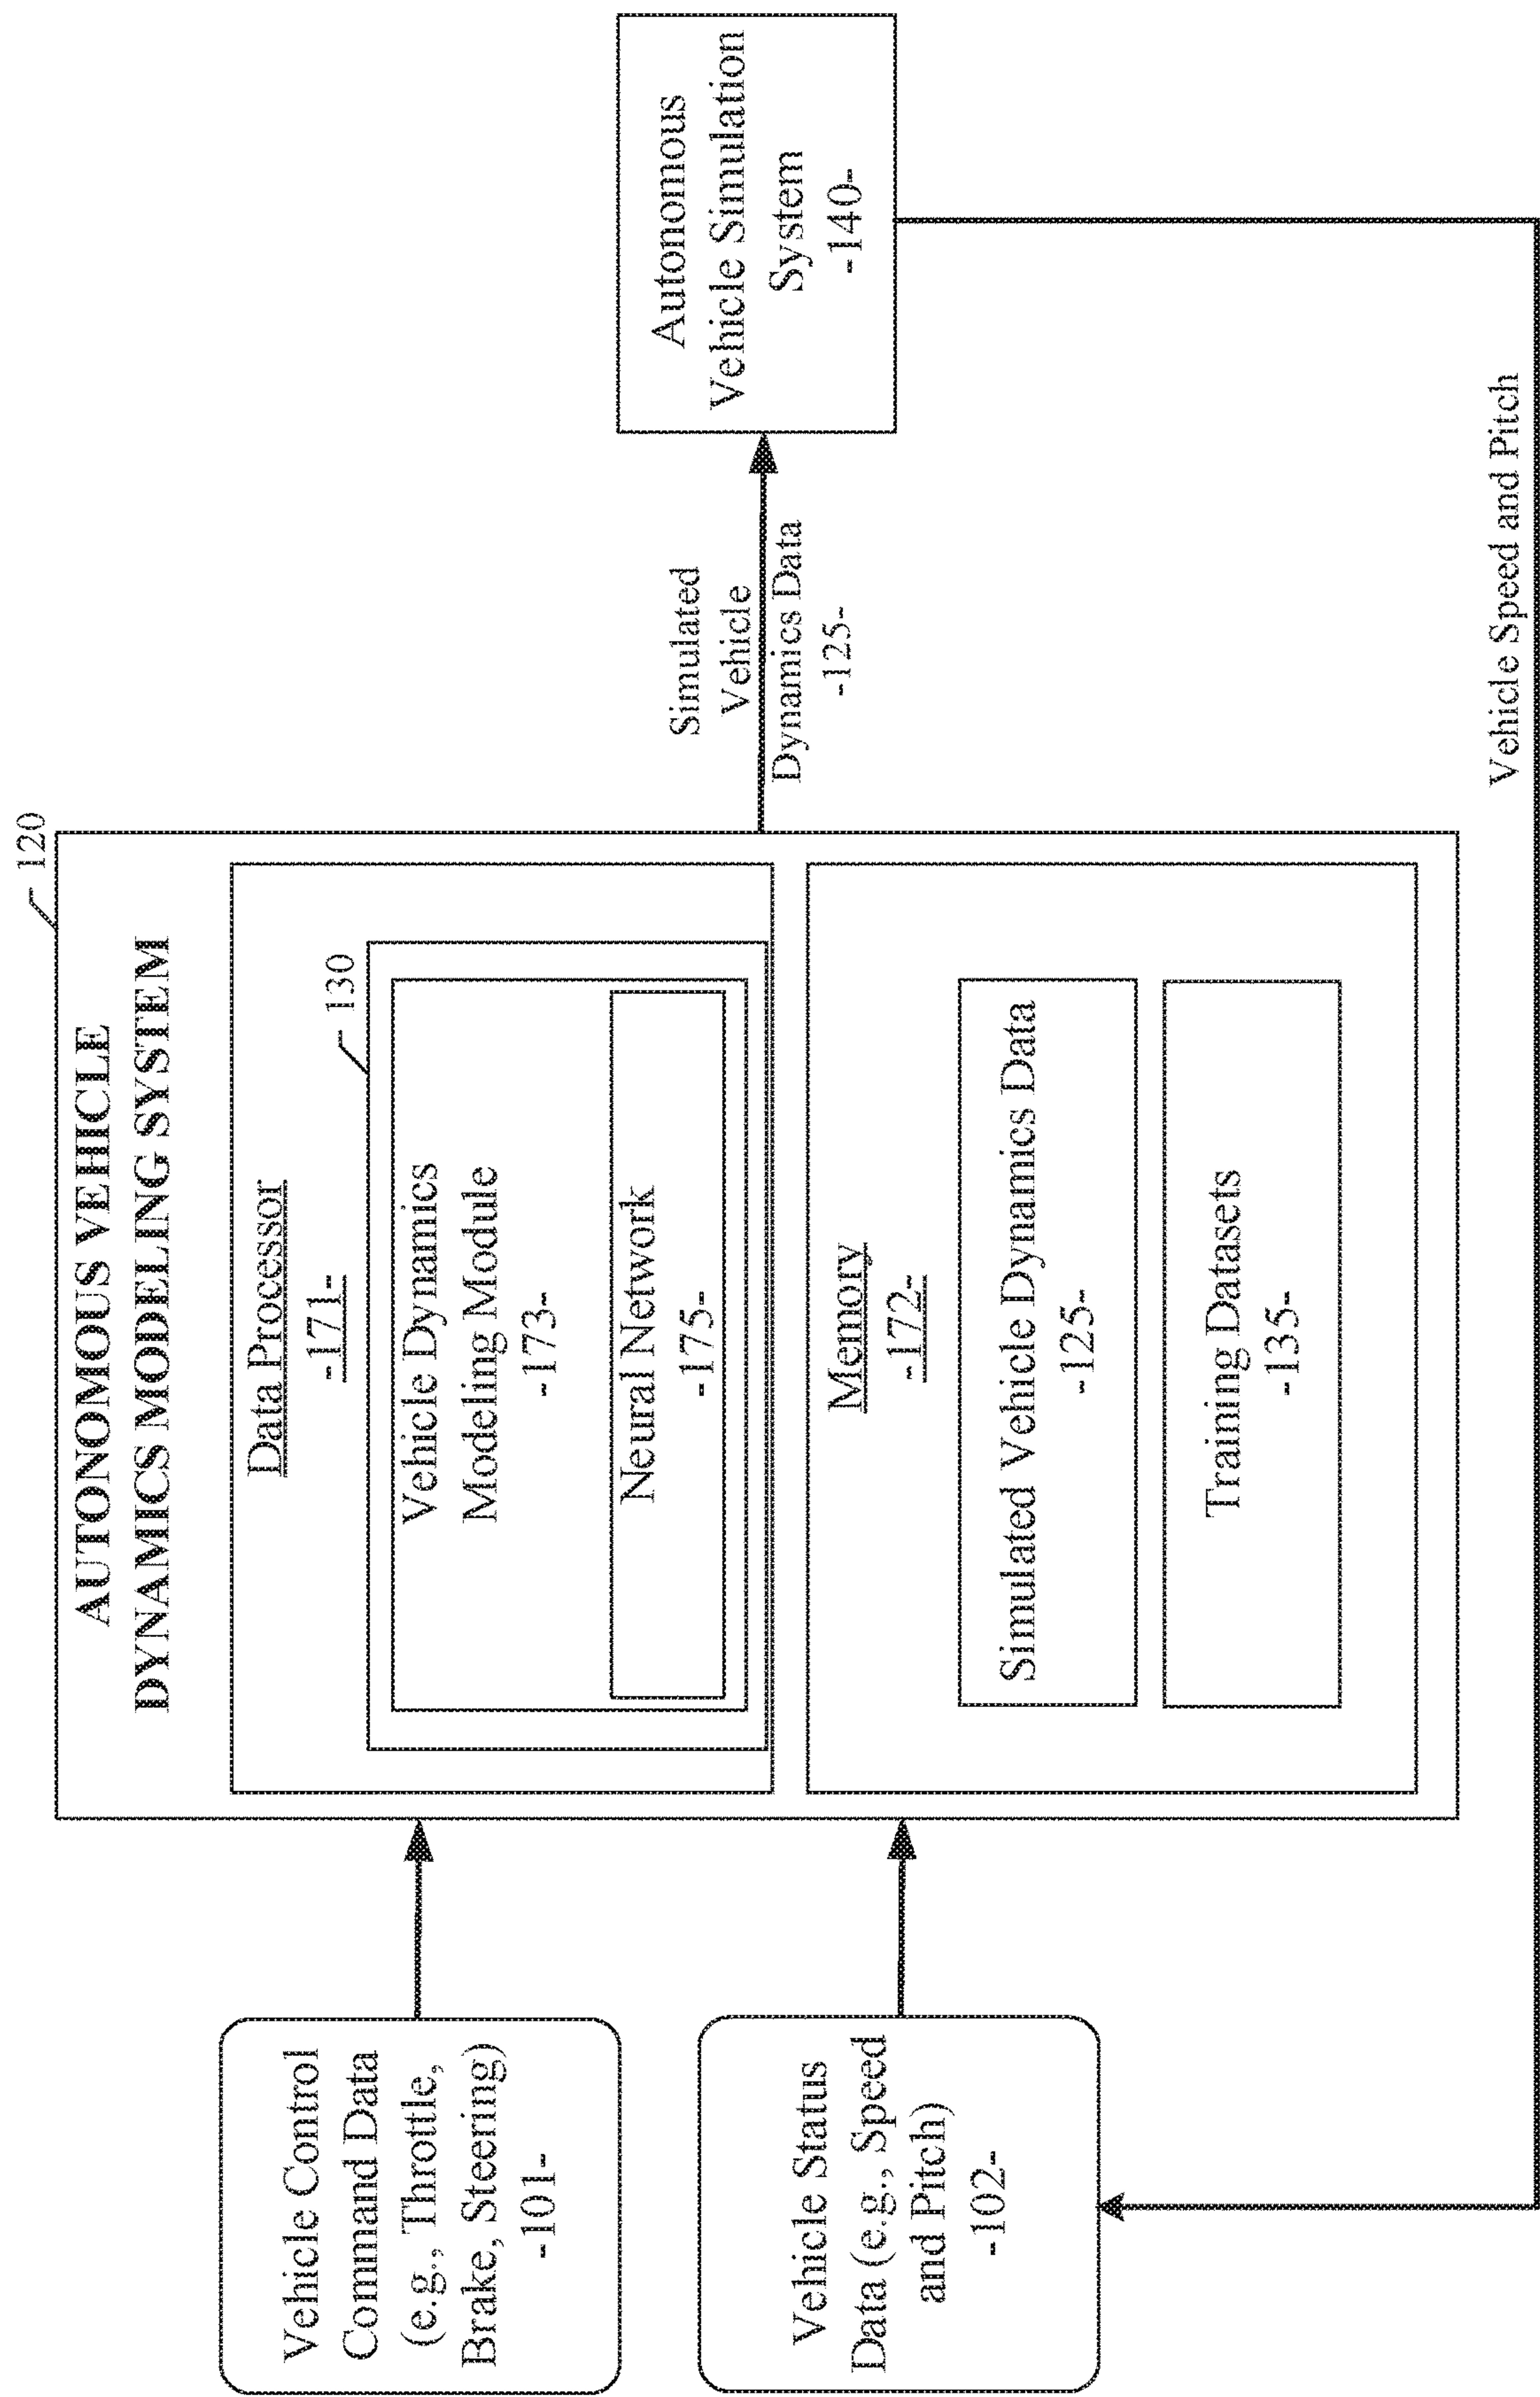 120
AUTONOMOUS VEHICLE
DYNAMICS MODELING SYSTEM
Data Processor
-171-
130
Vehicle Dynamics
Modeling Module
-173-
Neural Network
-175-
Memory
-172-
Simulated Vehicle Dynamics Data
-125-
Training Datasets
-135-
Vehicle Control
Command Data
(e.g., Throttle,
Brake, Steering)
-101-
Vehicle Status
Data (e.g., Speed
and Pitch)
-102-
Simulated
Vehicle
Dynamics Data
-125-
Autonomous
Vehicle Simulation
System
-140-
Vehicle Speed and Pitch